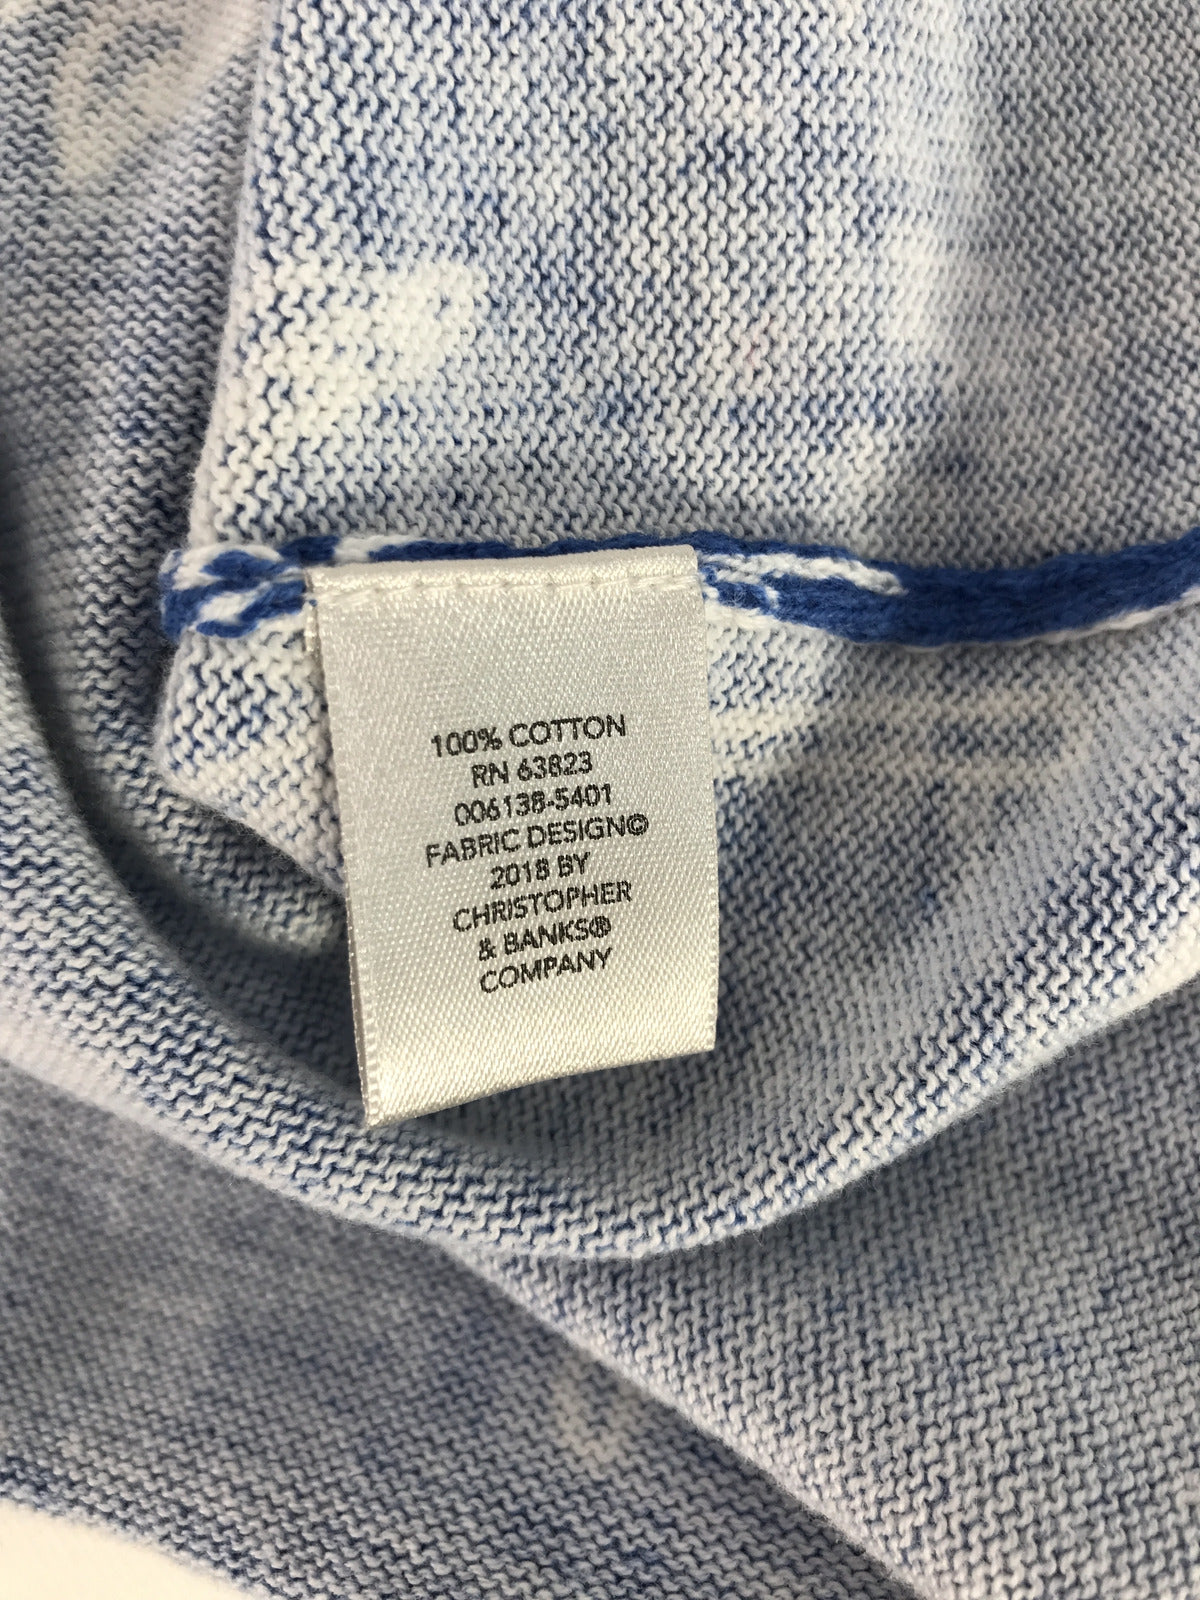 100% COTTON
RN 63823
006138-5401
FABRIC DESIGN©
2018 BY
CHRISTOPHER
& BANKS®
COMPANY